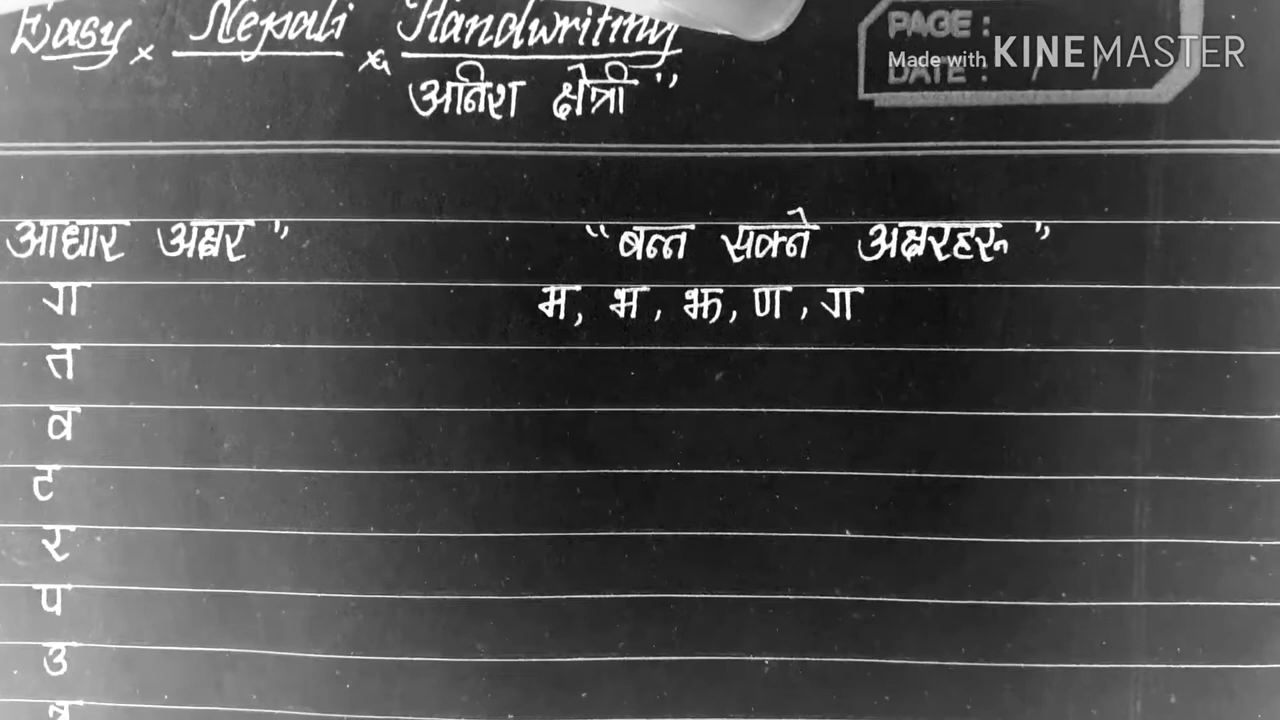 Easy × Nepali × Handwriting
PAGE :
Made with KINEMASTER
DATE : / /
अनिश क्षेत्री”
आधार अक्षर” “बन्न सक्ने अक्षरहरू”
ग म, भ, झ, ण, ग
त
व
ट
र
प
उ